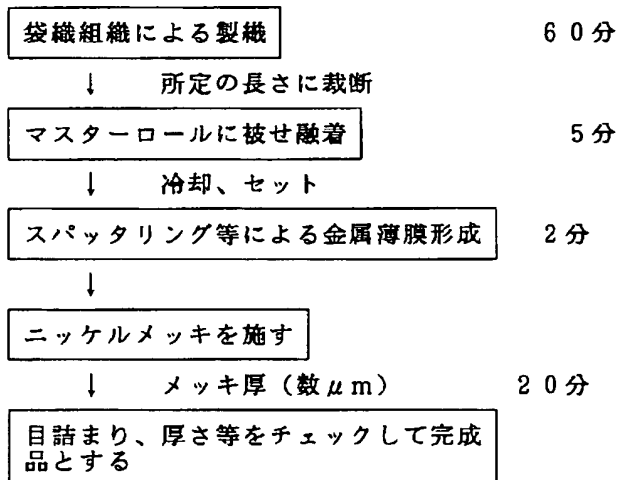 袋織組織による製織 60分
↓ 所定の長さに裁断
マスターロールに被せ融着 5分
↓ 冷却、セット
スパッタリング等による金属薄膜形成 2分
↓
ニッケルメッキを施す
↓ メッキ厚(数μm) 20分
目詰まり、厚さ等をチェックして完成
品とする